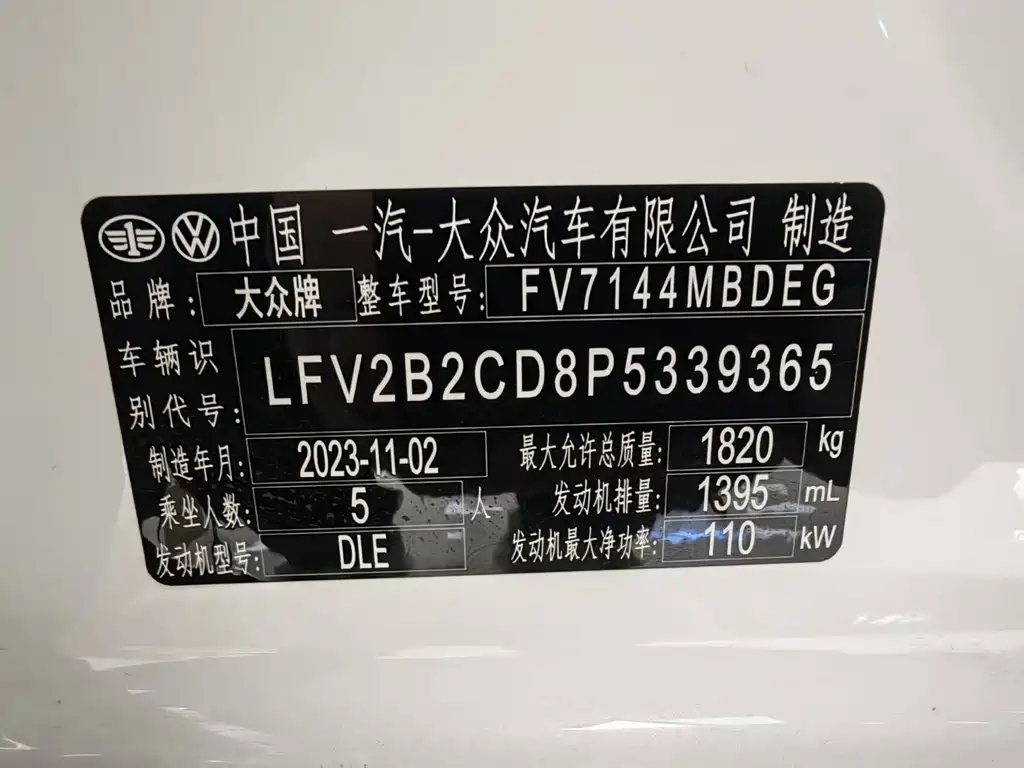 中国 一汽-大众汽车有限公司 制造
品牌: 大众牌 整车型号: FV7144MBDEG
车辆识别代号: LFV2B2CD8P5339365
制造年月: 2023-11-02 最大允许总质量: 1820 kg
乘坐人数: 5 人 发动机排量: 1395 mL
发动机型号: DLE 发动机最大净功率: 110 kW